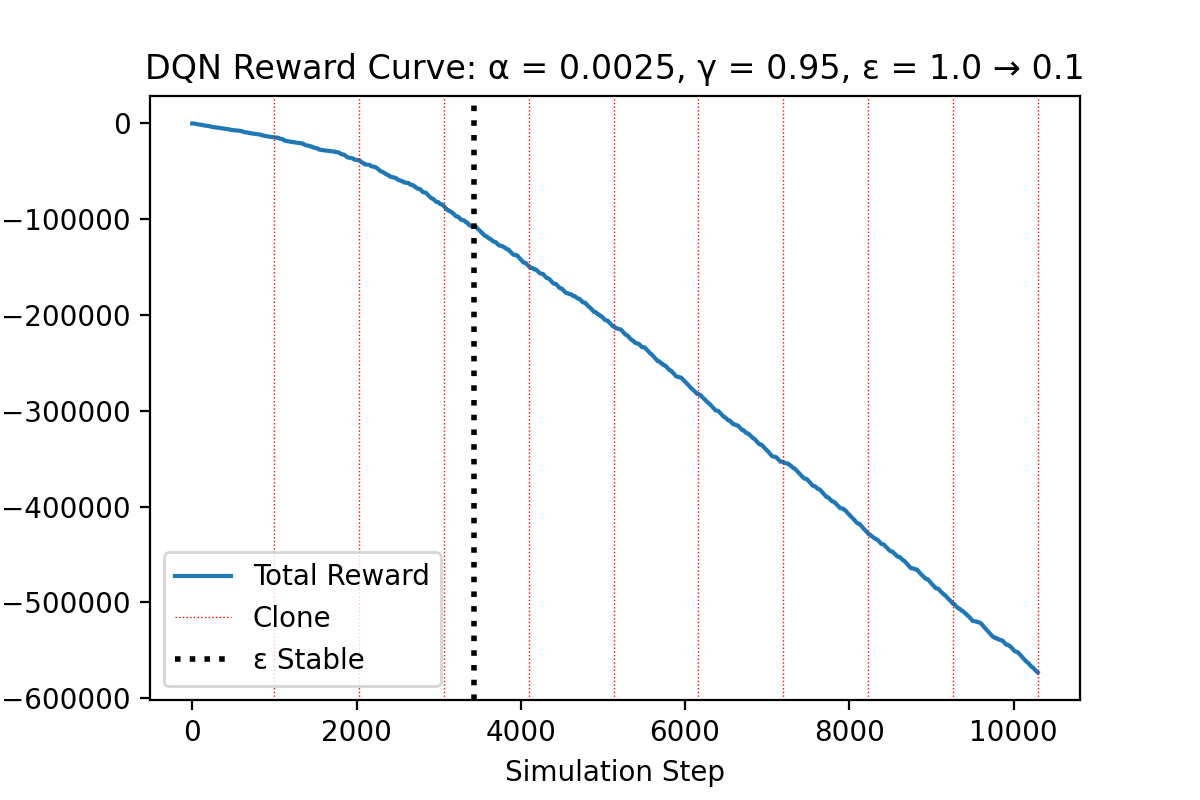 DQN Reward Curve: α = 0.0025, γ = 0.95, ε = 1.0 → 0.1
0
−100000
−200000
−300000
−400000
−500000
−600000
Total Reward
Clone
ε Stable
0 2000 4000 6000 8000 10000
Simulation Step